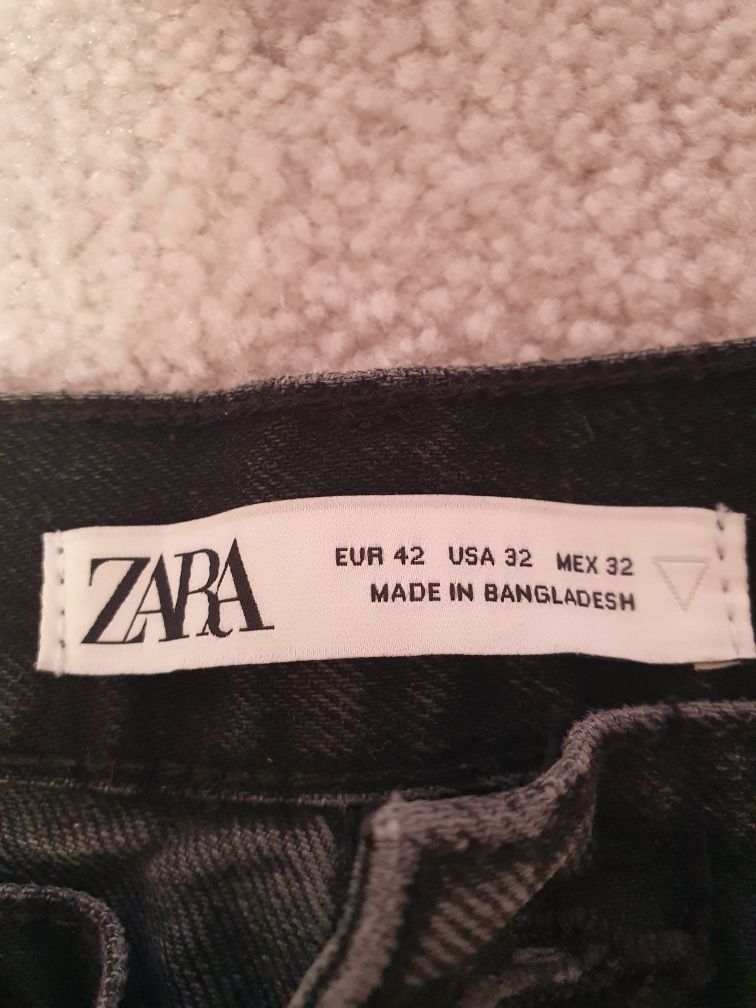 ZARA
EUR 42 USA 32 MEX 32
MADE IN BANGLADESH